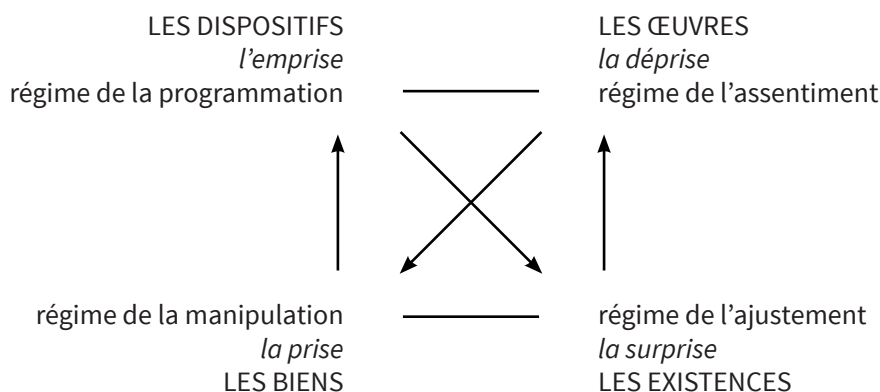 LES DISPOSITIFS
l’emprise
régime de la programmation
LES ŒUVRES
la déprise
régime de l’assentiment
régime de la manipulation
la prise
LES BIENS
régime de l’ajustement
la surprise
LES EXISTENCES